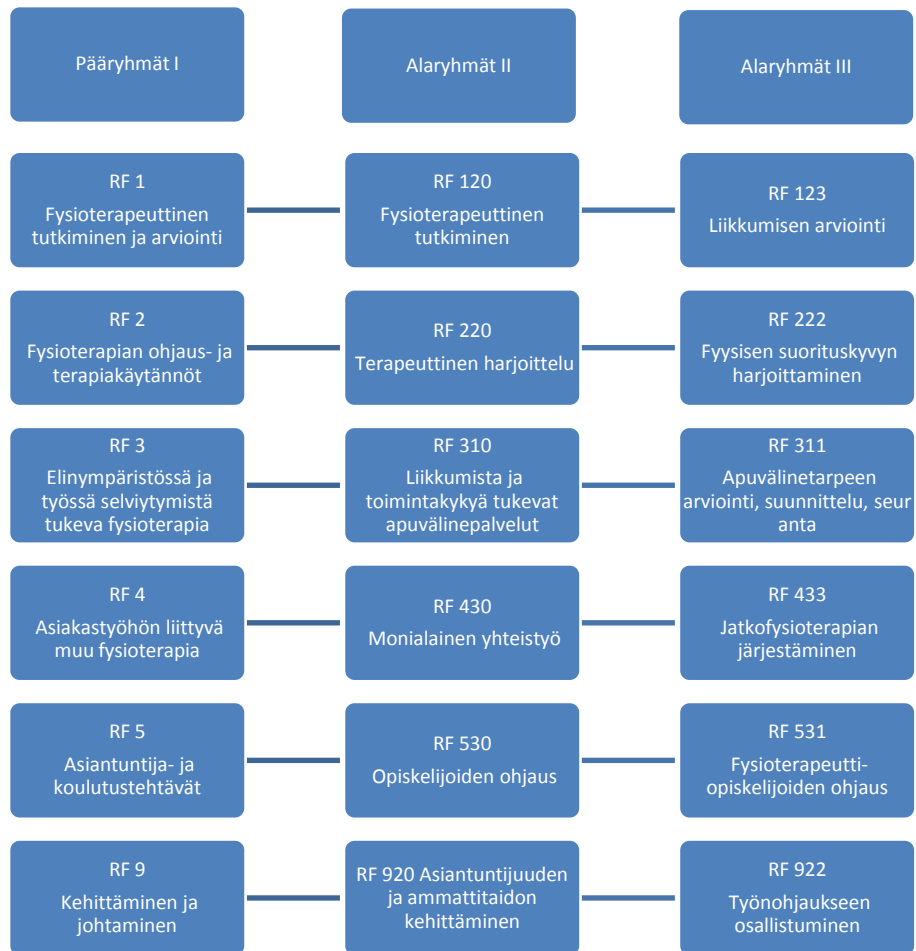 Pääryhmät I
Alaryhmät II
Alaryhmät III
RF 1
Fysioterapeuttinen
tutkiminen ja arviointi
RF 120
Fysioterapeuttinen
tutkiminen
RF 123
Liikkumisen arviointi
RF 2
Fysioterapian ohjaus- ja
terapiakäytännöt
RF 220
Terapeuttinen harjoittelu
RF 222
Fyysisen suorituskyvyn
harjoittaminen
RF 3
Elinympäristössä ja
työssä selviytymistä
tukeva fysioterapia
RF 310
Liikkumista ja
toimintakykyä tukevat
apuvälinepalvelut
RF 311
Apuvälinetarpeen
arviointi, suunnittelu, seur
anta
RF 4
Asiakastyöhön liittyvä
muu fysioterapia
RF 430
Monialainen yhteistyö
RF 433
Jatkofysioterapian
järjestäminen
RF 5
Asiantuntija- ja
koulutustehtävät
RF 530
Opiskelijoiden ohjaus
RF 531
Fysioterapeutti-
opiskelijoiden ohjaus
RF 9
Kehittäminen ja
johtaminen
RF 920 Asiantuntijuuden
ja ammattitaidon
kehittäminen
RF 922
Työnohjaukseen
osallistuminen